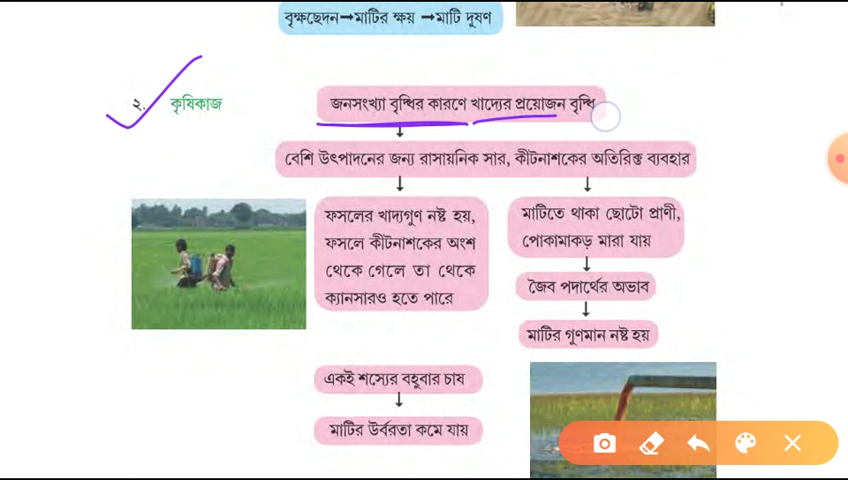 বৃক্ষছেদন→মাটির ক্ষয় →মাটি দূষণ
২. কৃষিকাজ
জনসংখ্যা বৃদ্ধির কারণে খাদ্যের প্রয়োজন বৃদ্ধি
বেশি উৎপাদনের জন্য রাসায়নিক সার, কীটনাশকের অতিরিক্ত ব্যবহার
ফসলের খাদ্যগুণ নষ্ট হয়,
ফসলে কীটনাশকের অংশ
থেকে গেলে তা থেকে
ক্যানসারও হতে পারে
মাটিতে থাকা ছোটো প্রাণী,
পোকামাকড় মারা যায়
জৈব পদার্থের অভাব
মাটির গুণমান নষ্ট হয়
একই শস্যের বহুবার চাষ
মাটির উর্বরতা কমে যায়